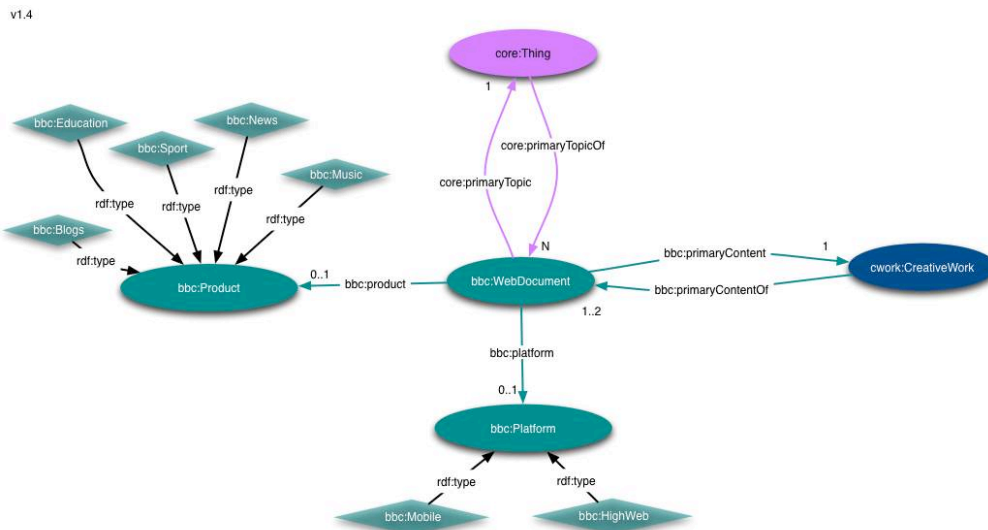 v1.4
core:Thing
1
bbc:Education
bbc:News
bbc:Sport
bbc:Music
core:primaryTopicOf
core:primaryTopic
rdf:type
rdf:type
rdf:type
rdf:type
bbc:Blogs
rdf:type
N
1
bbc:primaryContent
cwork:CreativeWork
0..1
bbc:product
bbc:Product
bbc:WebDocument
bbc:primaryContentOf
1..2
bbc:platform
0..1
bbc:Platform
rdf:type
rdf:type
bbc:Mobile
bbc:HighWeb